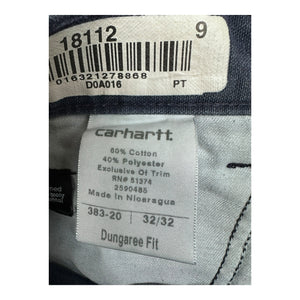 18112
9
016321278868
D0A016 PT
carhartt
60% Cotton
40% Polyester
Exclusive Of Trim
RN# 51374
2590485
Made in Nicaragua
383-20 32/32
Dungaree Fit